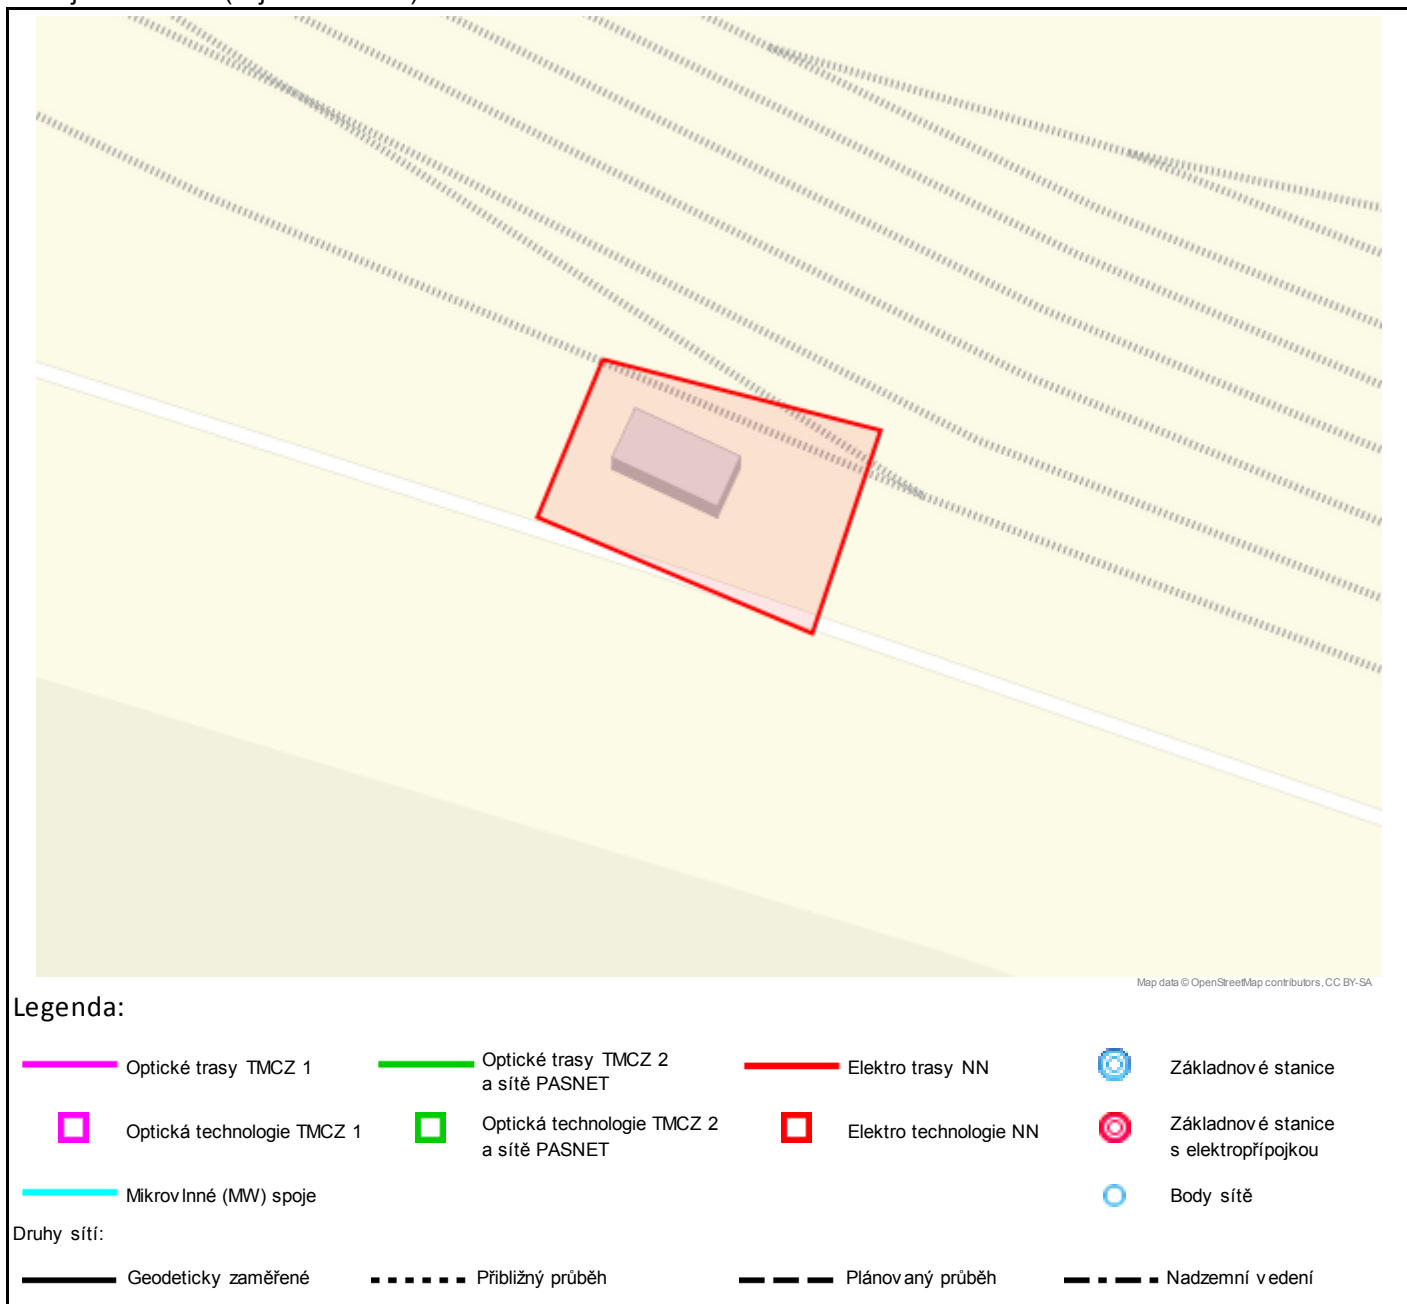 Map data © OpenStreetMap contributors, CC BY-SA
Legenda:
Optické trasy TMCZ 1
Optické trasy TMCZ 2
a sítě PASNET
Elektro trasy NN
Základnové stanice
Optická technologie TMCZ 1
Optická technologie TMCZ 2
a sítě PASNET
Elektro technologie NN
Základnové stanice
s elektropřípojkou
Mikrovlnné (MW) spoje
Body sítě
Druhy sítí:
Geodeticky zaměřené
Přibližný průběh
Plánovaný průběh
Nadzemní vedení